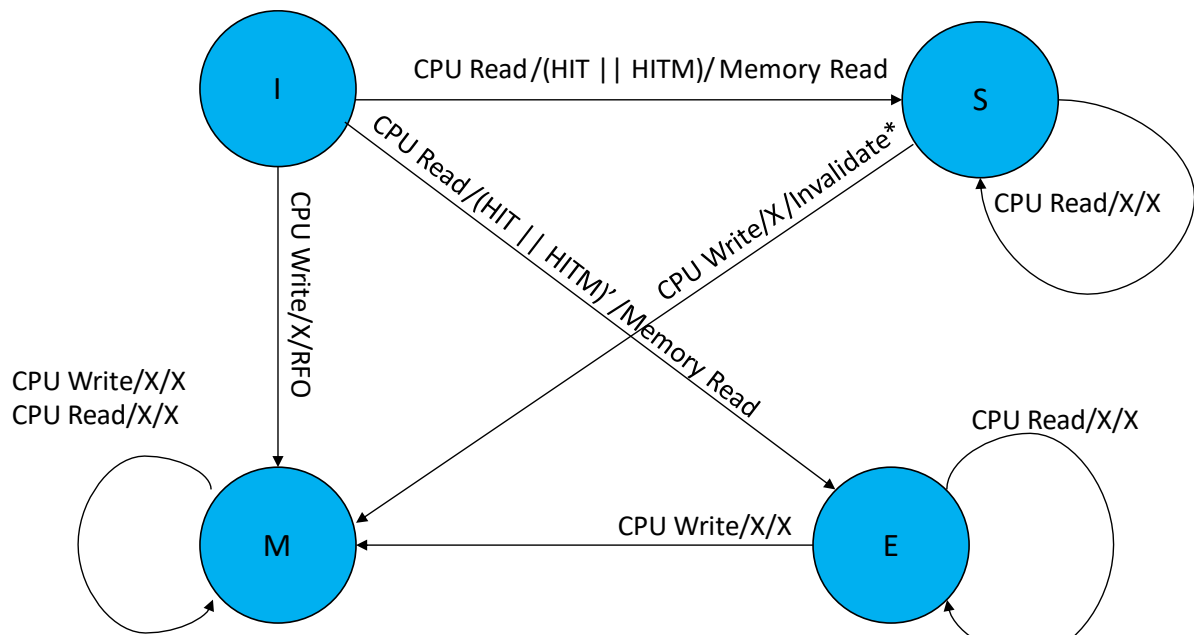 I
CPU Read/(HIT || HITM)/ Memory Read
S
CPU Read/(HIT || HITM)’/Memory Read
CPU Write/X/Invalidate*
CPU Read/X/X
CPU Write/X/RFO
CPU Write/X/X
CPU Read/X/X
CPU Read/X/X
M
CPU Write/X/X
E